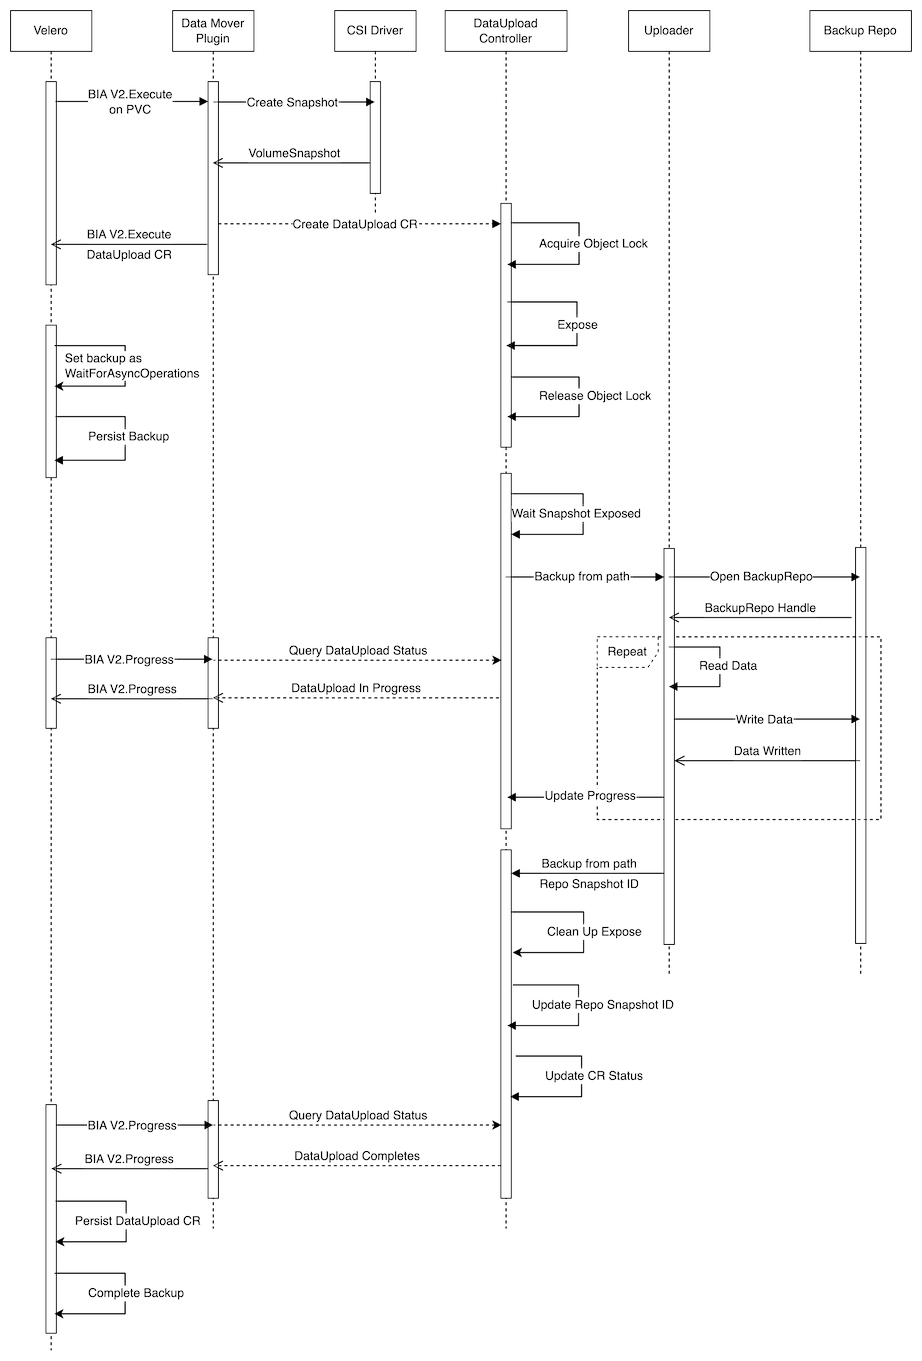 Velero
Data Mover
Plugin
CSI Driver
DataUpload
Controller
Uploader
Backup Repo
BIA V2.Execute
on PVC
Create Snapshot
VolumeSnapshot
Create DataUpload CR
BIA V2.Execute
DataUpload CR
Acquire Object Lock
Expose
Set backup as
WaitForAsyncOperations
Release Object Lock
Persist Backup
Wait Snapshot Exposed
Backup from path
Open BackupRepo
BackupRepo Handle
BIA V2.Progress
Query DataUpload Status
Repeat
Read Data
BIA V2.Progress
DataUpload In Progress
Write Data
Data Written
Update Progress
Backup from path
Repo Snapshot ID
Clean Up Expose
Update Repo Snapshot ID
Update CR Status
BIA V2.Progress
Query DataUpload Status
BIA V2.Progress
DataUpload Completes
Persist DataUpload CR
Complete Backup